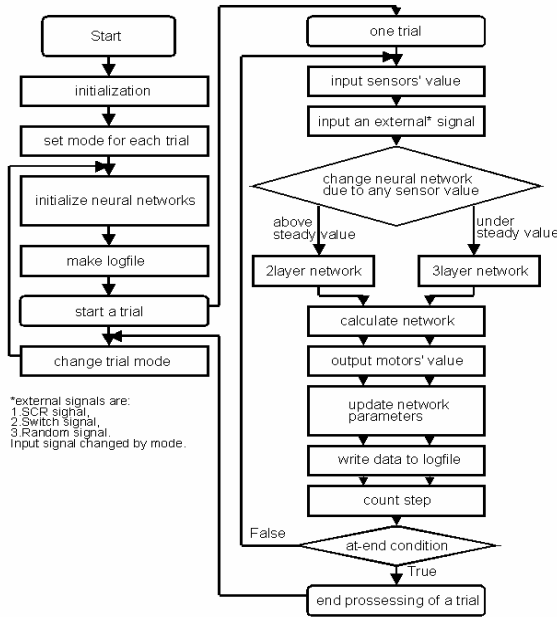 Start
initialization
set mode for each trial
initialize neural networks
make logfile
start a trial
change trial mode
*external signals are:
1.SCR signal,
2.Switch signal,
3.Random signal.
Input signal changed by mode.
one trial
input sensors' value
input an external* signal
change neural network
due to any sensor value
above
steady value
under
steady value
2layer network
3layer network
calculate network
output motors' value
update network
parameters
write data to logfile
count step
False
at-end condition
True
end prossessing of a trial